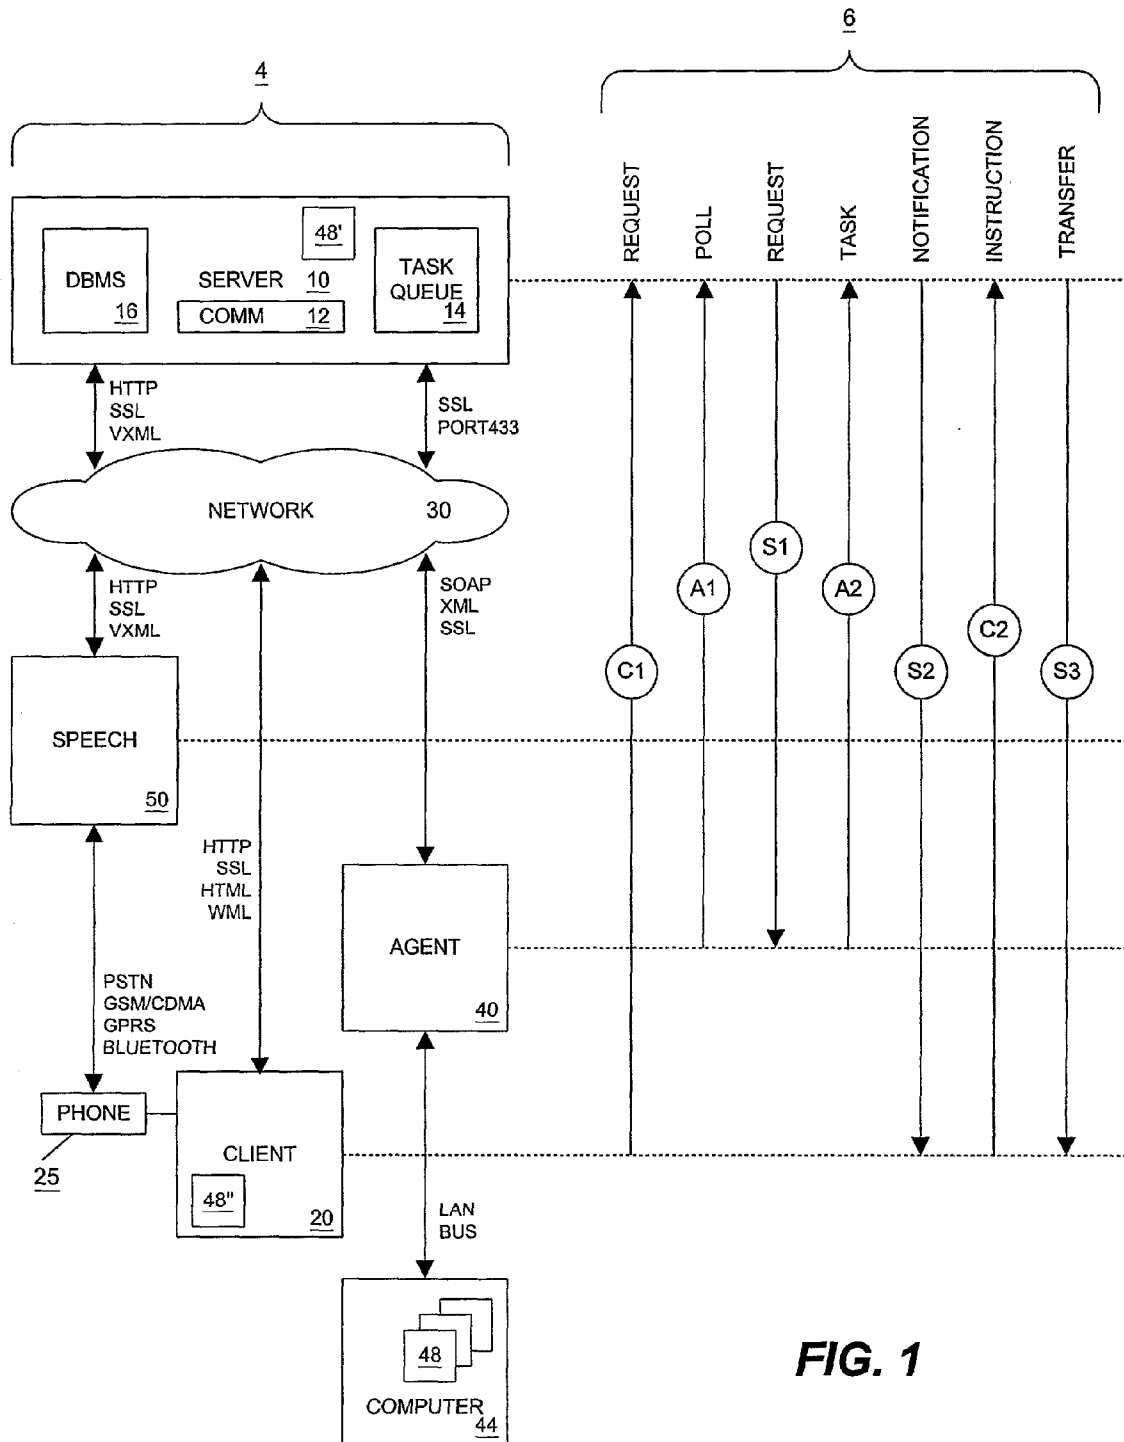 6
4
REQUEST
POLL
REQUEST
TASK
NOTIFICATION
INSTRUCTION
TRANSFER
48'
DBMS
16
SERVER 10
COMM 12
TASK
QUEUE
14
HTTP
SSL
VXML
SSL
PORT433
NETWORK 30
HTTP
SSL
VXML
SOAP
XML
SSL
S1
A1
A2
C2
C1
S2
S3
SPEECH
50
HTTP
SSL
HTML
WML
AGENT
40
PSTN
GSM/CDMA
GPRS
BLUETOOTH
PHONE
25
CLIENT
48"
20
LAN
BUS
48
COMPUTER
44
FIG. 1